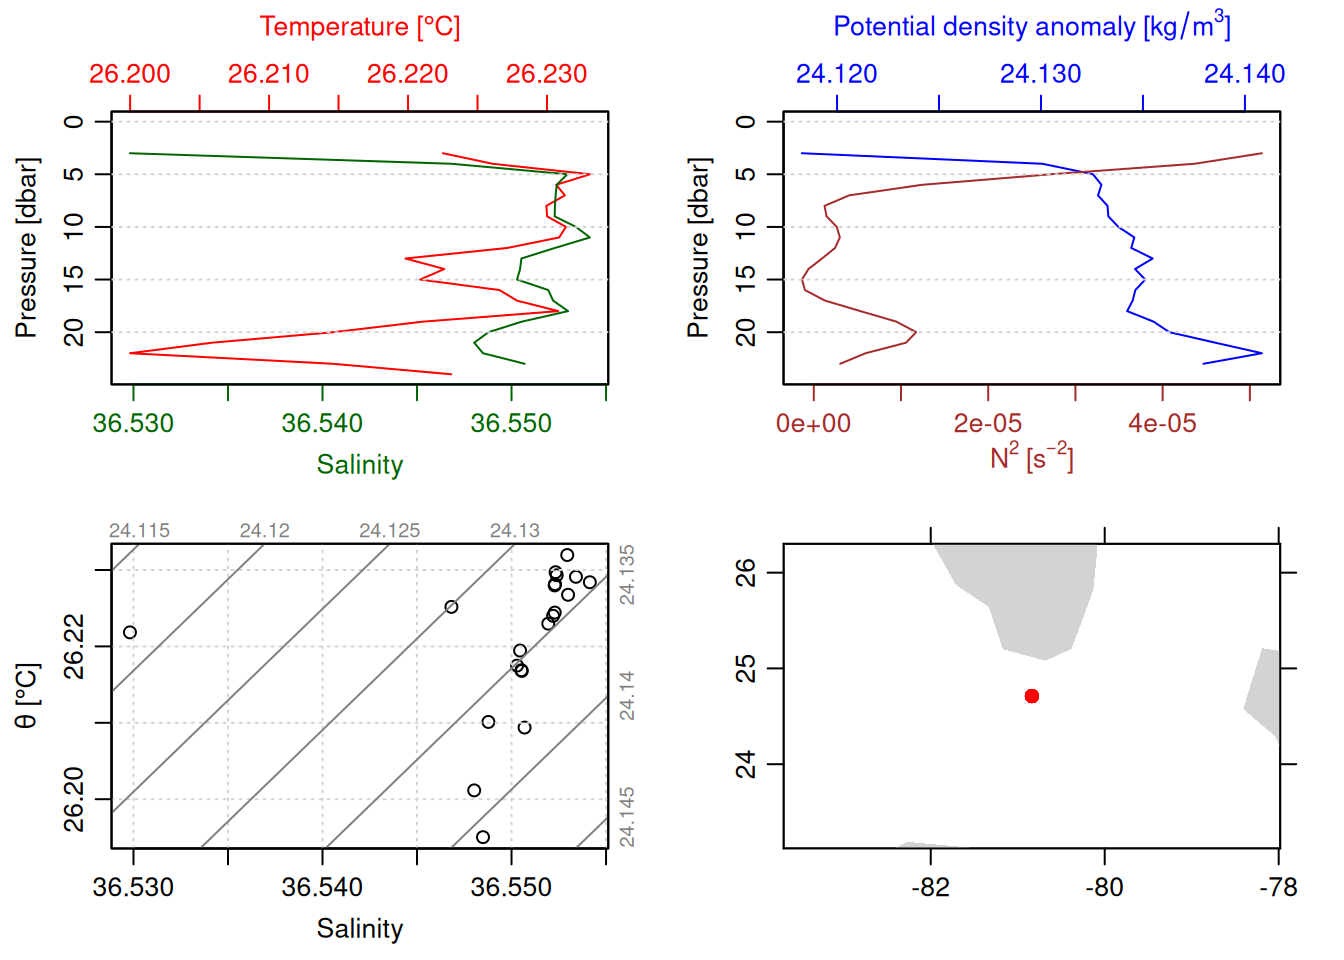 Temperature [°C]
26.200 26.210 26.220 26.230
Pressure [dbar]
0
5
10
15
20
36.530 36.540 36.550
Salinity
Potential density anomaly [kg/m³]
24.120 24.130 24.140
Pressure [dbar]
0
5
10
15
20
0e+00 2e-05 4e-05
N² [s⁻²]
24.115 24.12 24.125 24.13
24.135
24.14
24.145
θ [°C]
26.22
26.20
36.530 36.540 36.550
Salinity
26
25
24
-82 -80 -78